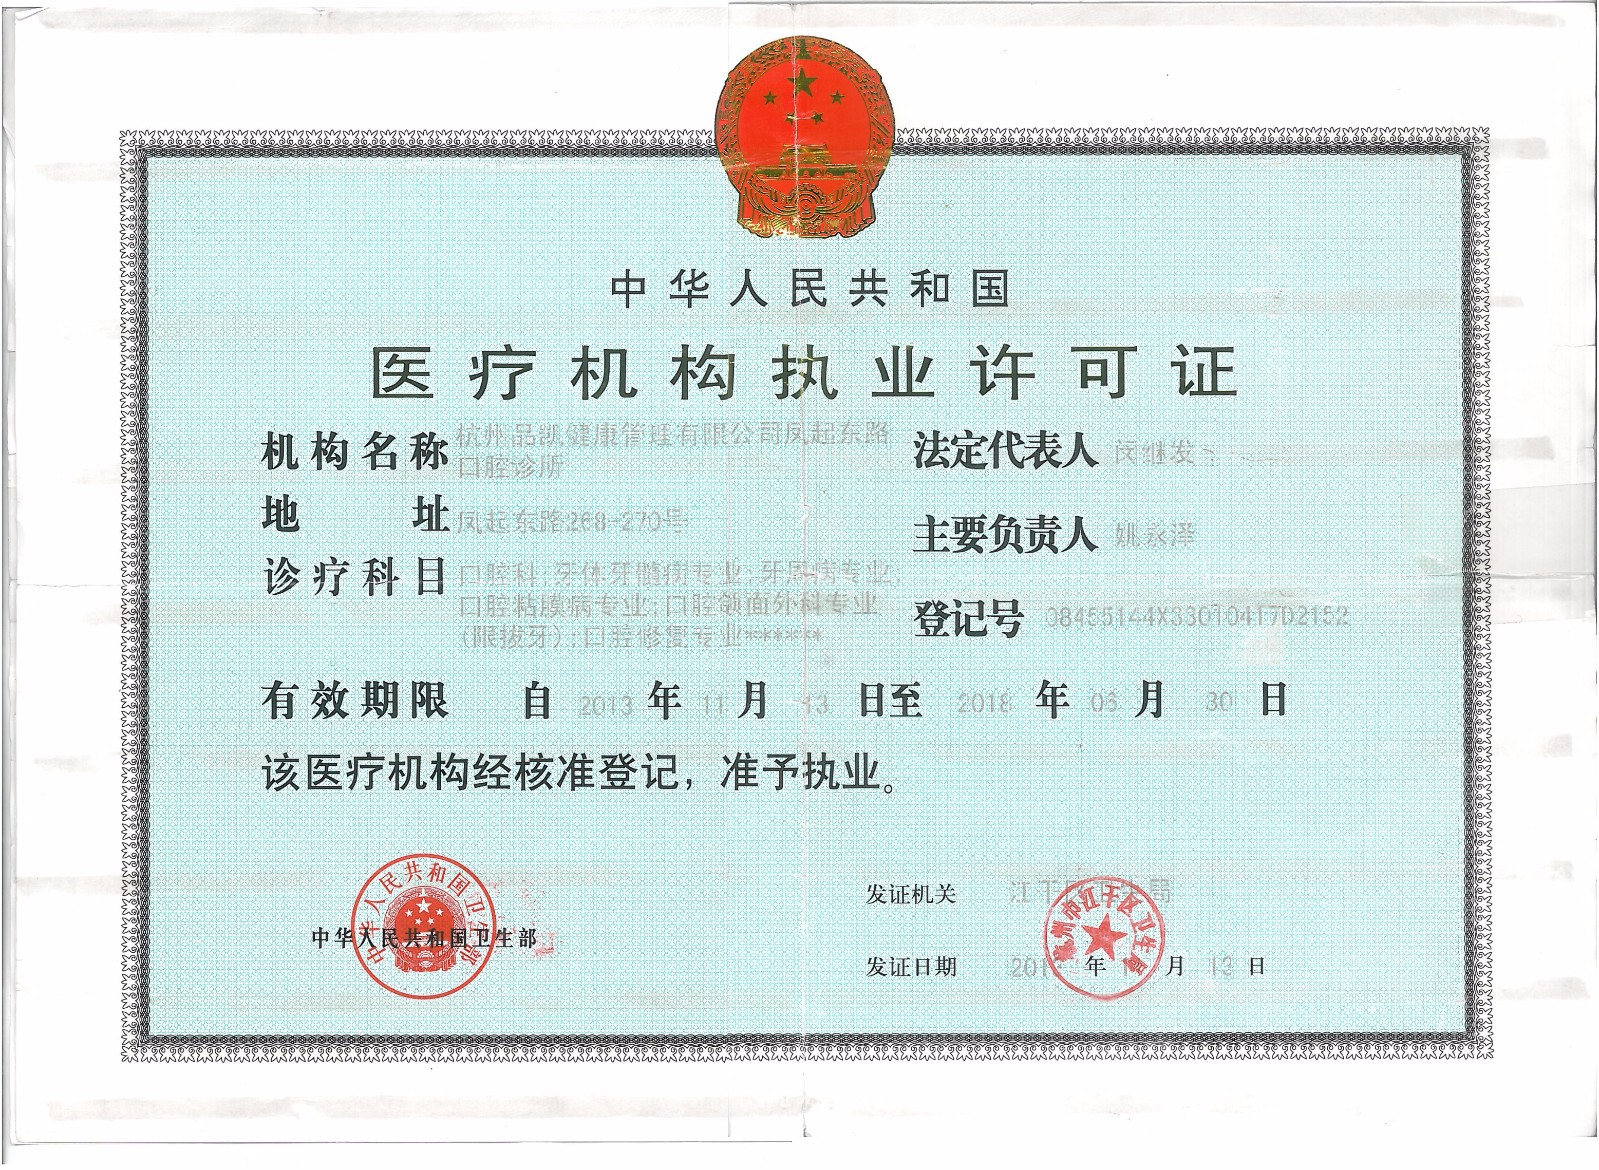 中华人民共和国
医疗机构执业许可证
机构名称 杭州品凯健康管理有限公司凤起东路
口腔诊所
法定代表人 闵继发
地址 凤起东路268-270号
主要负责人 姚永泽
诊疗科目 口腔科;牙体牙髓病专业;牙周病专业;
口腔粘膜病专业;口腔颌面外科专业
(限拔牙);口腔修复专业*******
登记号 08455144X33010417D2152
有效期限 自 2013 年 11 月 13 日至 2018 年 06 月 30 日
该医疗机构经核准登记，准予执业。
中华人民共和国卫生部
中华人民共和国卫生部
发证机关 江干区卫生局
杭州市江干区卫生局
发证日期 201 年 月 13 日